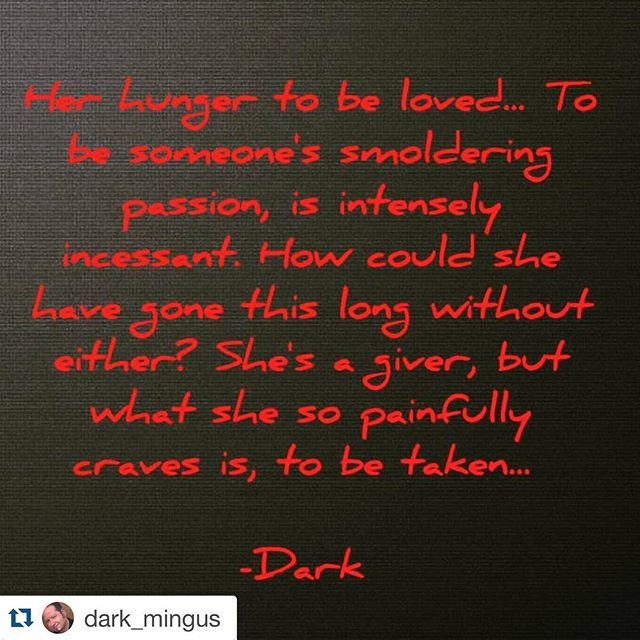 Her hunger to be loved... To
be someone's smoldering
passion, is intensely
incessant. How could she
have gone this long without
either? She's a giver, but
what she so painfully
craves is, to be taken...
-Dark
dark_mingus